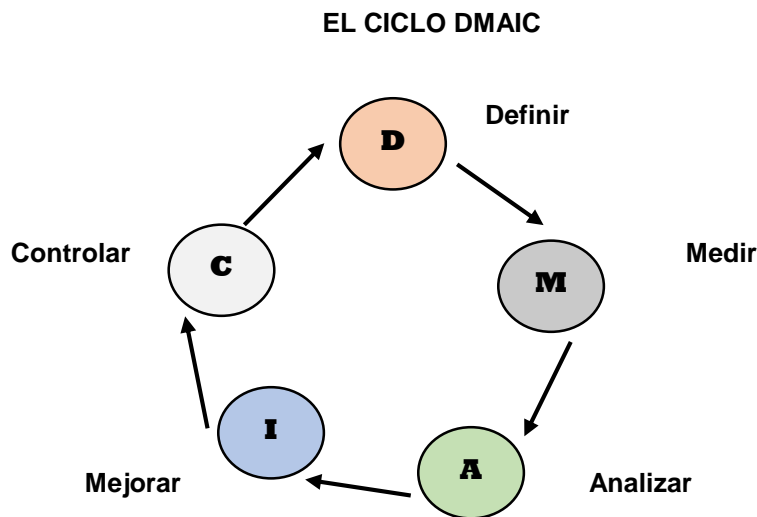 EL CICLO DMAIC
D
Definir
M
Medir
A
Analizar
I
Mejorar
C
Controlar